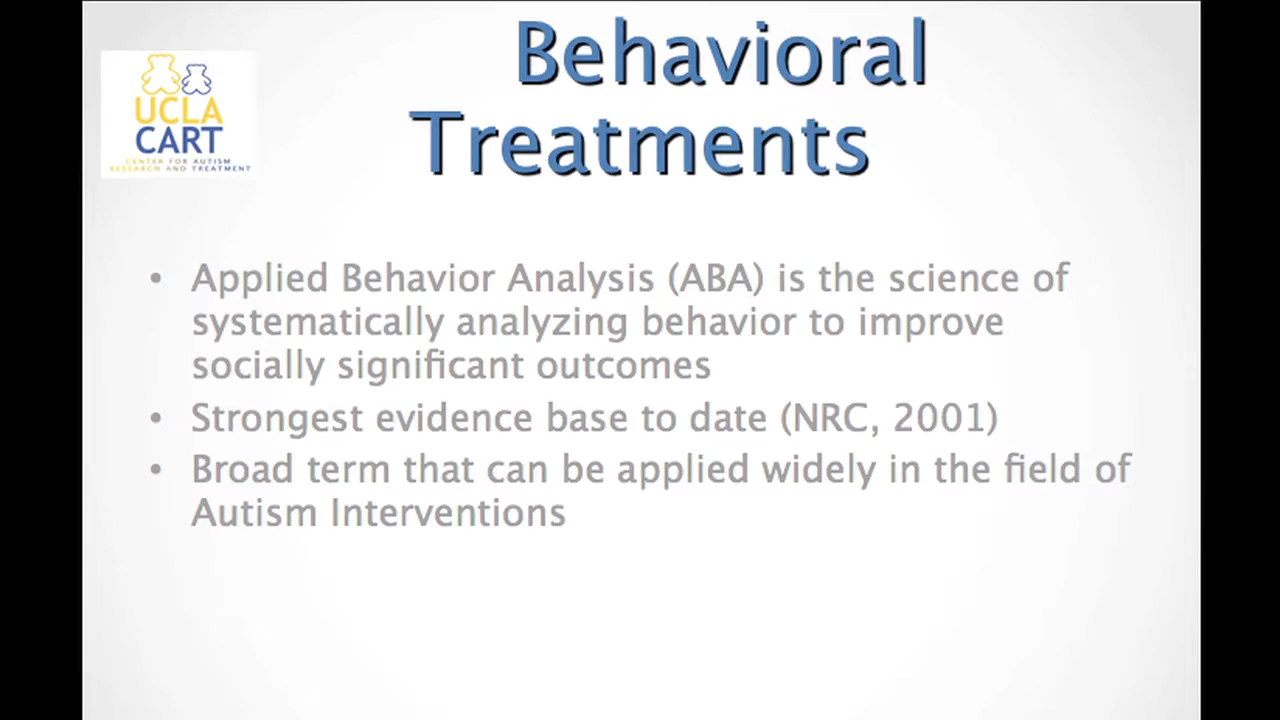 Behavioral
Treatments
UCLA
CART
CENTER FOR AUTISM
RESEARCH AND TREATMENT
• Applied Behavior Analysis (ABA) is the science of
systematically analyzing behavior to improve
socially significant outcomes
• Strongest evidence base to date (NRC, 2001)
• Broad term that can be applied widely in the field of
Autism Interventions